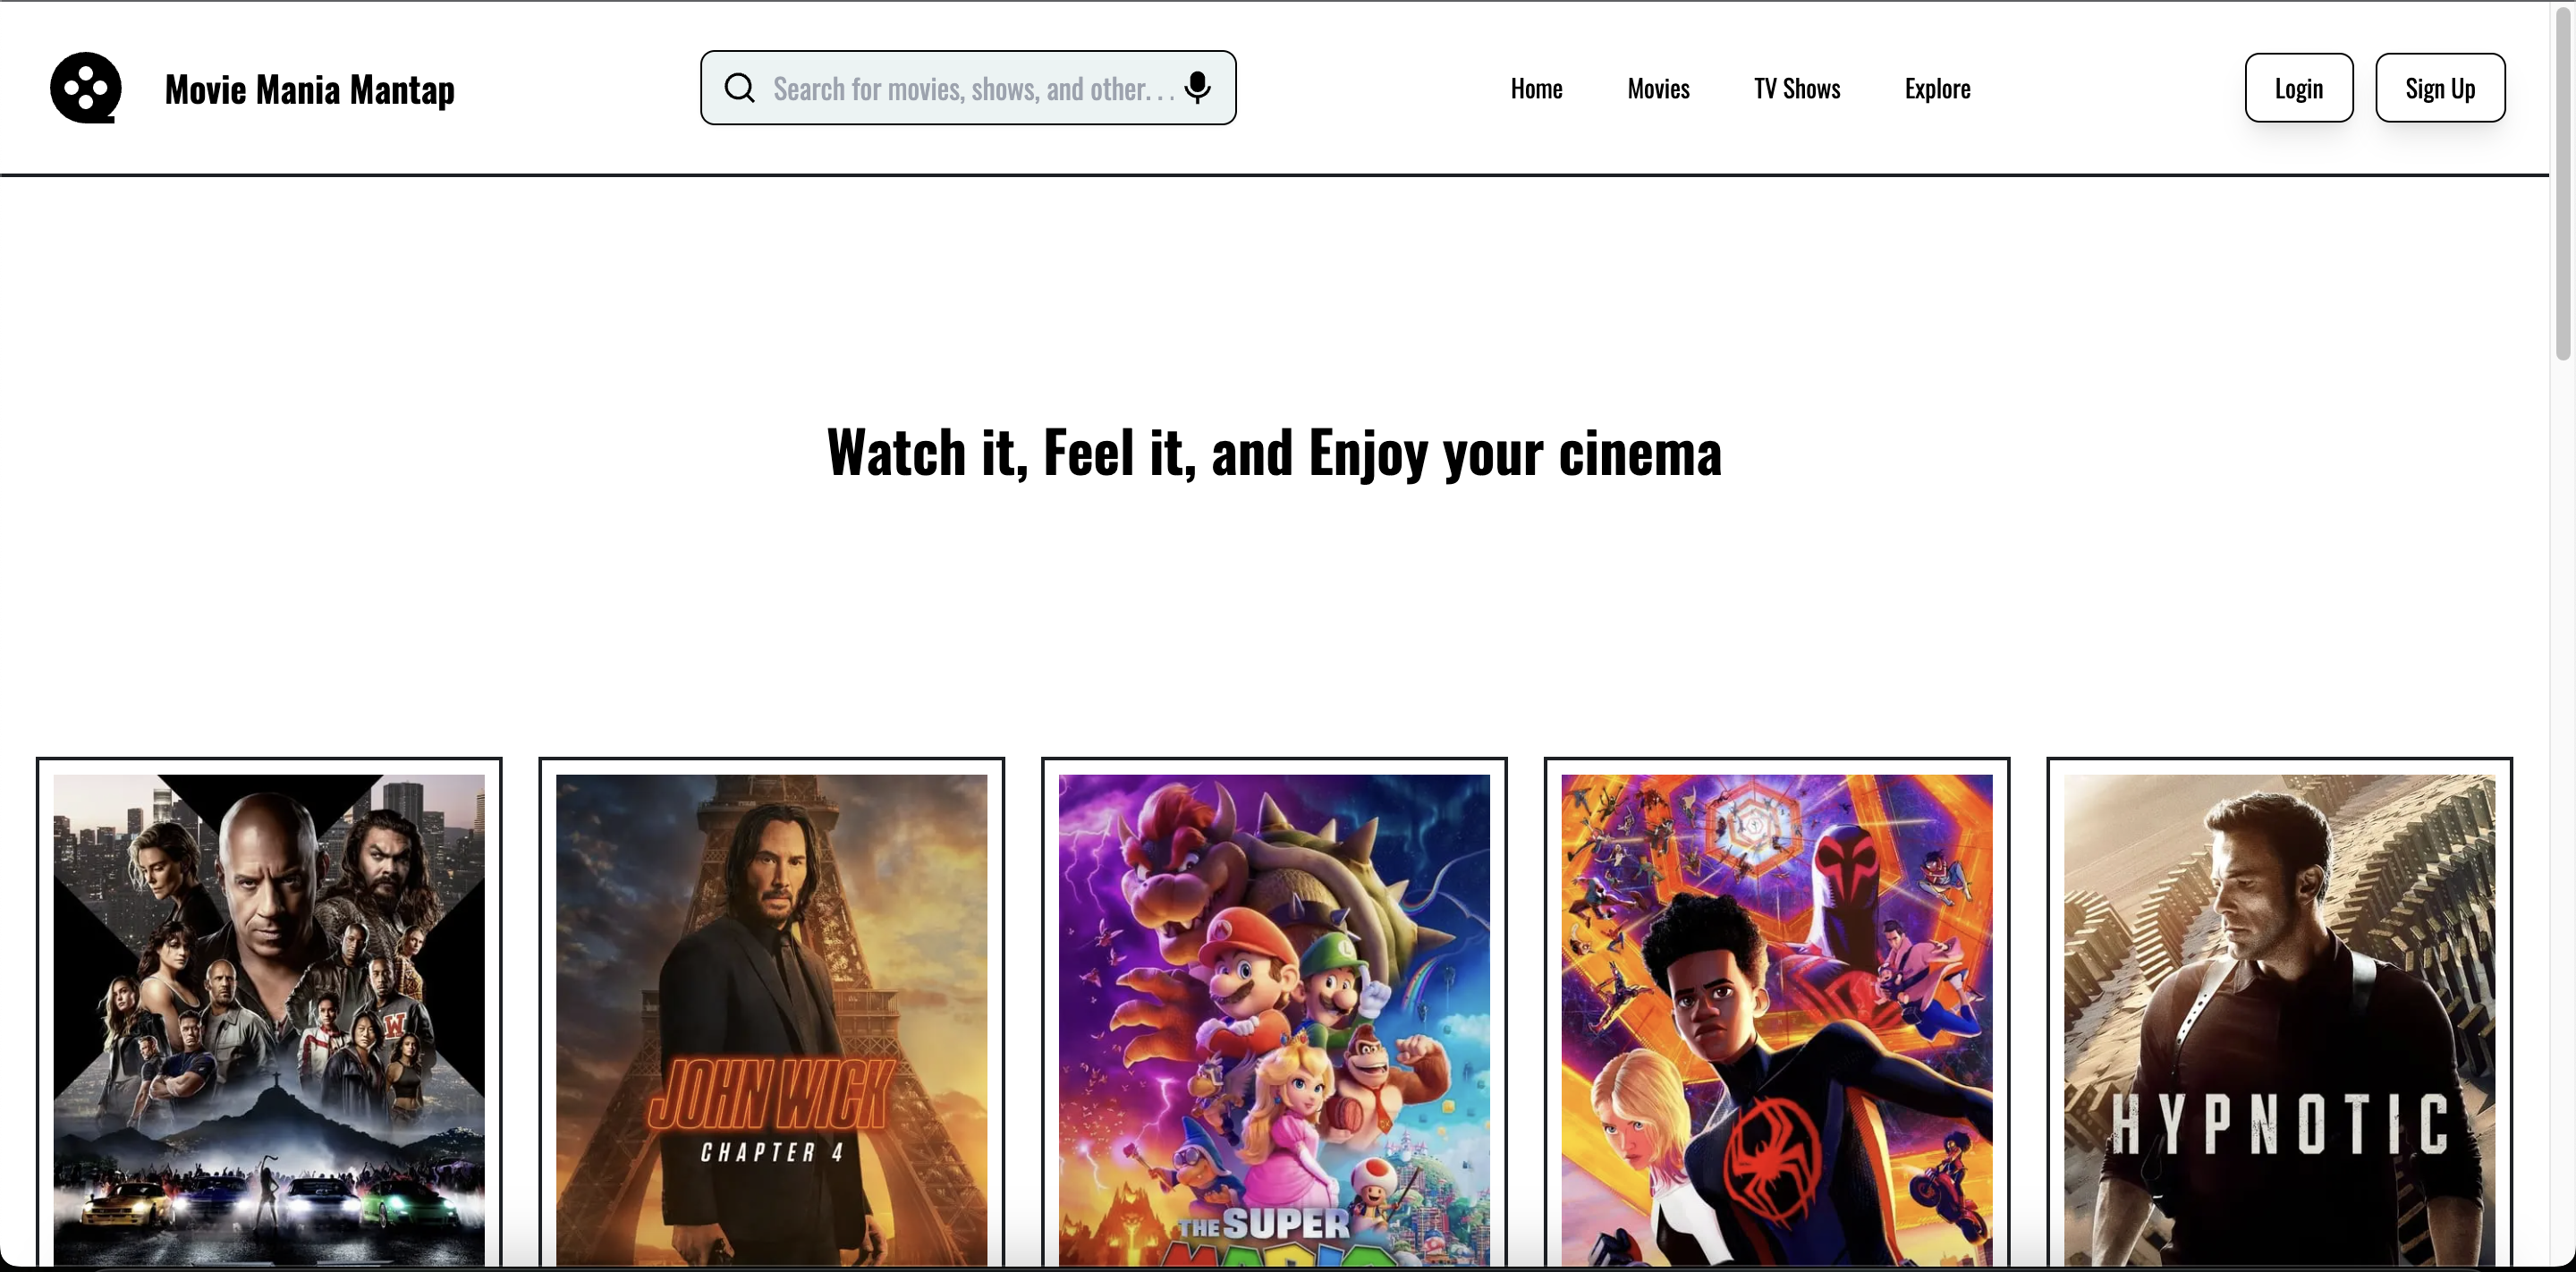 Movie Mania Mantap
Search for movies, shows, and other. . .
Home
Movies
TV Shows
Explore
Login
Sign Up
Watch it, Feel it, and Enjoy your cinema
W
JOHN WICK
CHAPTER 4
THE SUPER
MARIO
HYPNOTIC